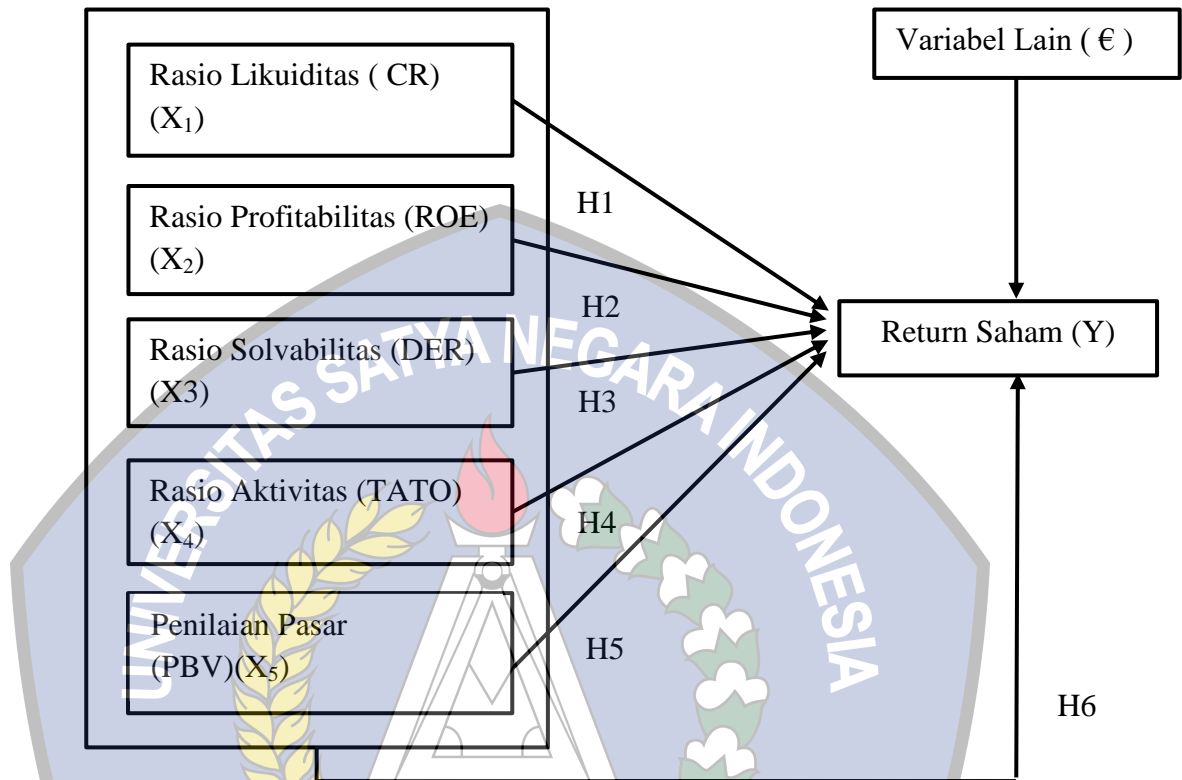 Rasio Likuiditas ( CR)
(X₁)
Rasio Profitabilitas (ROE)
(X₂)
Rasio Solvabilitas (DER)
(X3)
Rasio Aktivitas (TATO)
(X₄)
Penilaian Pasar
(PBV)(X₅)
H1
H2
H3
H4
H5
Variabel Lain ( € )
Return Saham (Y)
H6
UNIVERSITAS SATYA NEGARA INDONESIA